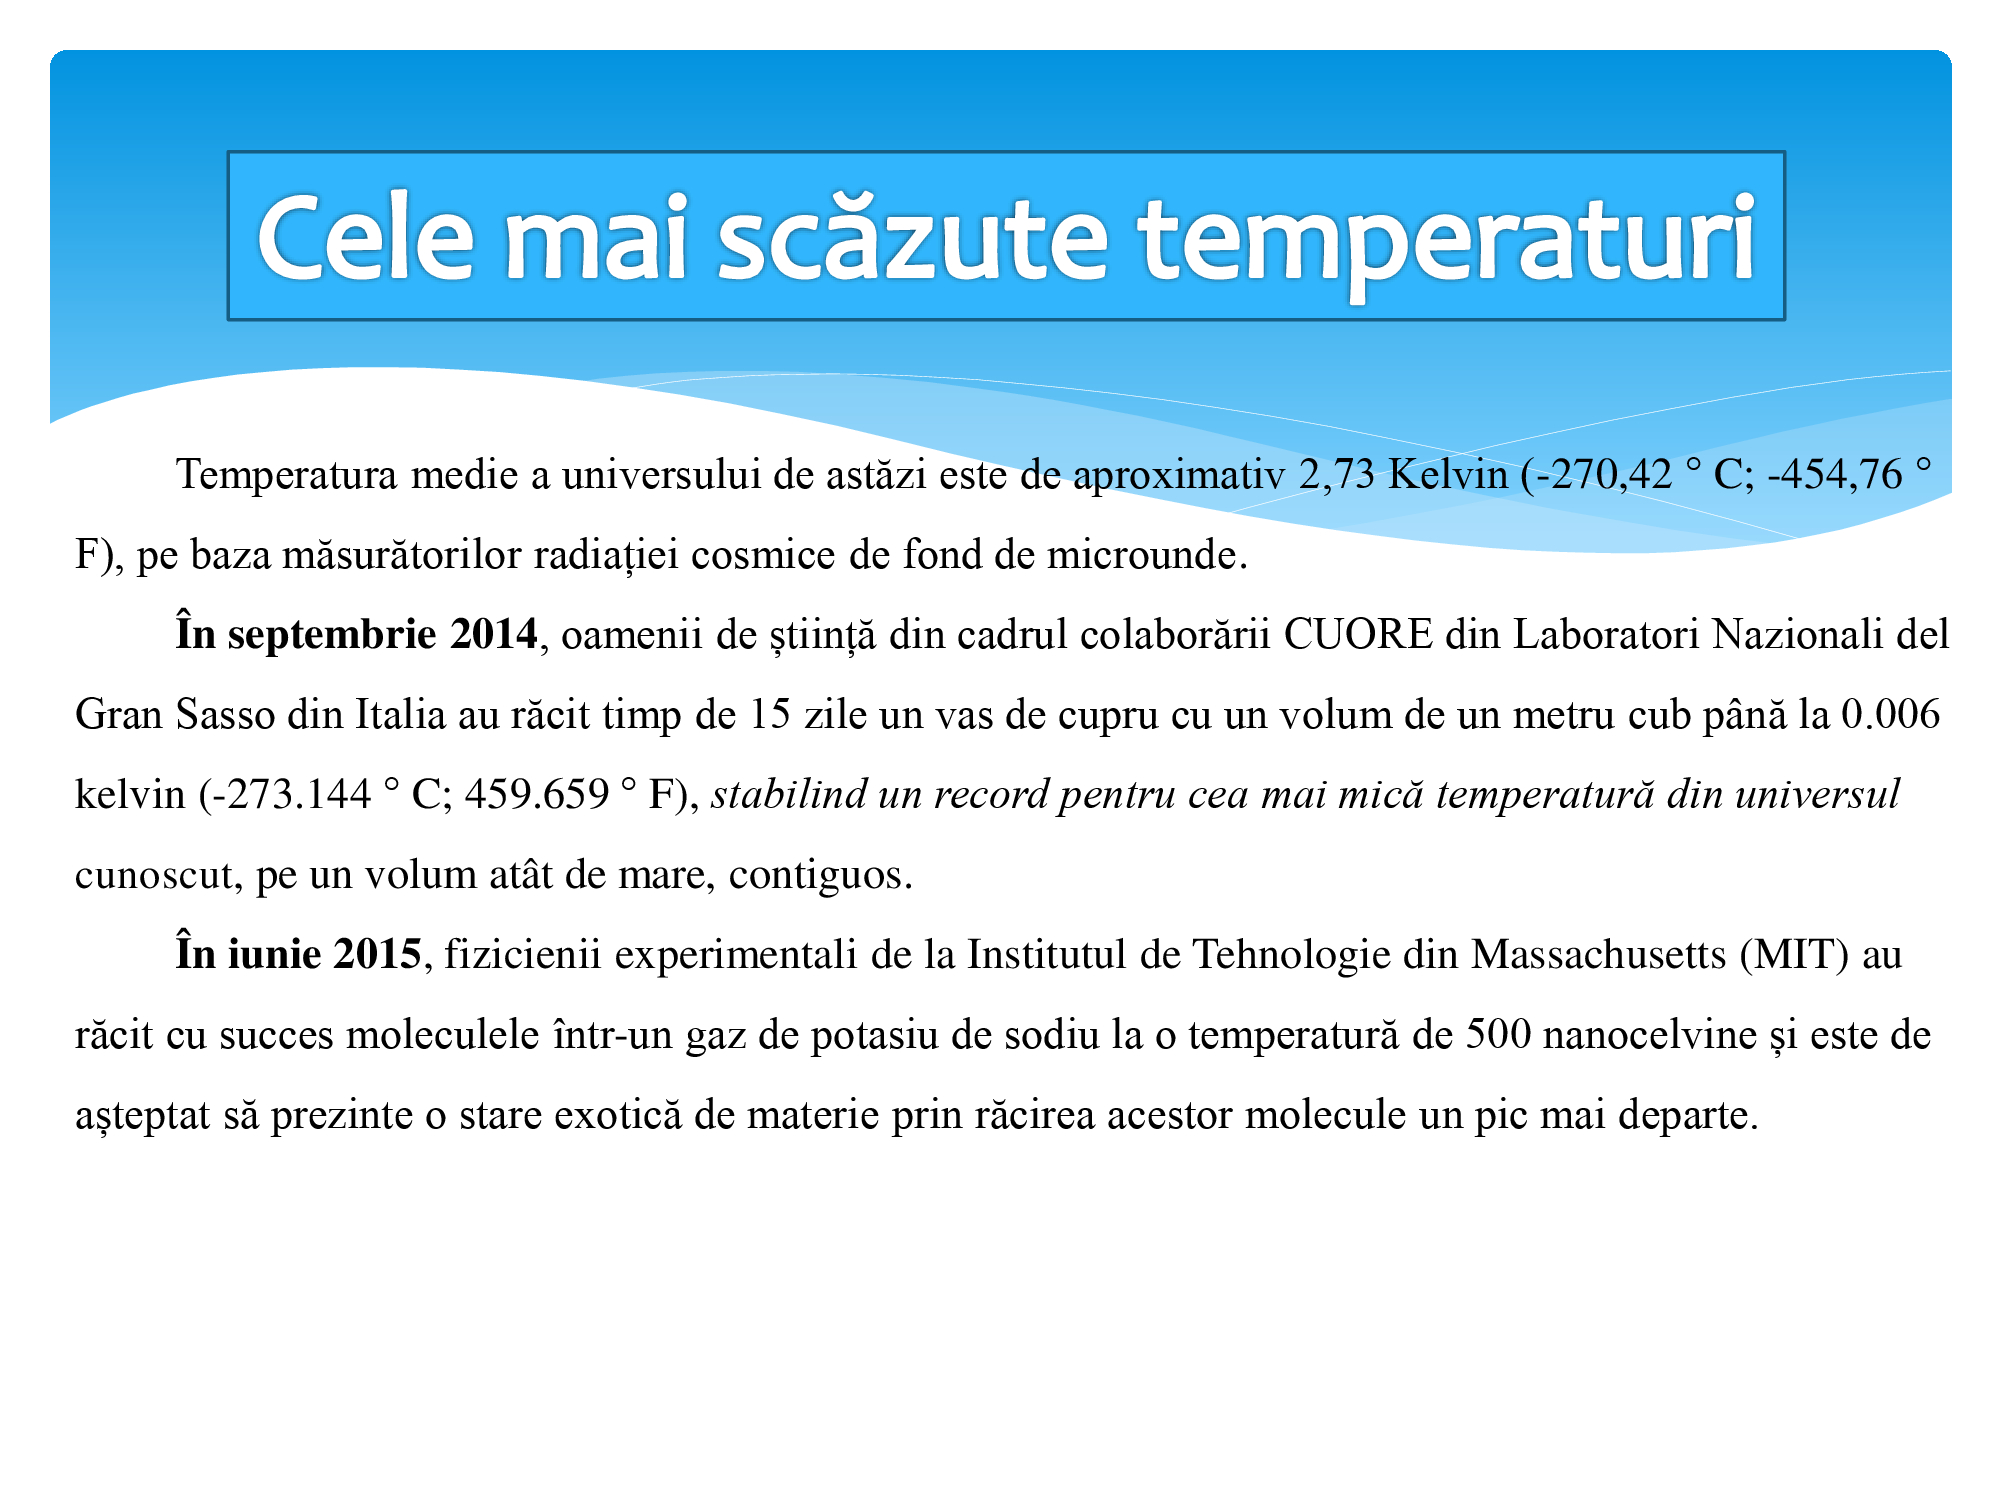 Cele mai scăzute temperaturi
Temperatura medie a universului de astăzi este de aproximativ 2,73 Kelvin (-270,42 ° C; -454,76 °
F), pe baza măsurătorilor radiației cosmice de fond de microunde.
În septembrie 2014, oamenii de știință din cadrul colaborării CUORE din Laboratori Nazionali del
Gran Sasso din Italia au răcit timp de 15 zile un vas de cupru cu un volum de un metru cub până la 0.006
kelvin (-273.144 ° C; 459.659 ° F), stabilind un record pentru cea mai mică temperatură din universul
cunoscut, pe un volum atât de mare, contiguos.
În iunie 2015, fizicienii experimentali de la Institutul de Tehnologie din Massachusetts (MIT) au
răcit cu succes moleculele într-un gaz de potasiu de sodiu la o temperatură de 500 nanocelvine și este de
așteptat să prezinte o stare exotică de materie prin răcirea acestor molecule un pic mai departe.